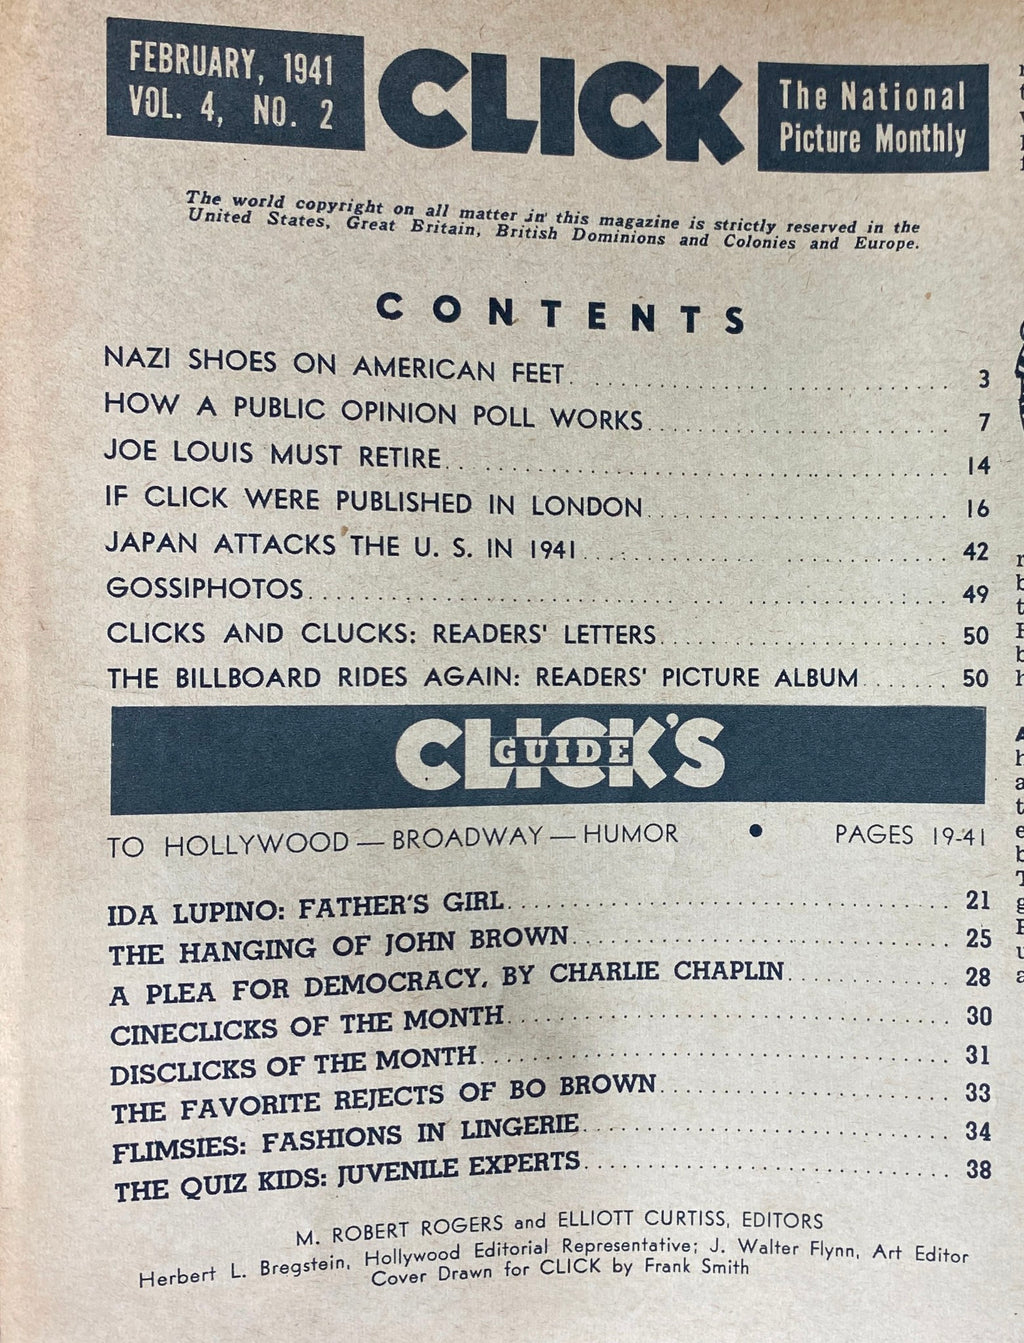 FEBRUARY, 1941
VOL. 4, NO. 2
CLICK
The National
Picture Monthly
The world copyright on all matter in this magazine is strictly reserved in the
United States, Great Britain, British Dominions and Colonies and Europe.
CONTENTS
NAZI SHOES ON AMERICAN FEET 3
HOW A PUBLIC OPINION POLL WORKS 7
JOE LOUIS MUST RETIRE 14
IF CLICK WERE PUBLISHED IN LONDON 16
JAPAN ATTACKS THE U. S. IN 1941 42
GOSSIPHOTOS 49
CLICKS AND CLUCKS: READERS' LETTERS 50
THE BILLBOARD RIDES AGAIN: READERS' PICTURE ALBUM 50
CLICK'S
GUIDE
TO HOLLYWOOD — BROADWAY — HUMOR ● PAGES 19-41
IDA LUPINO: FATHER'S GIRL 21
THE HANGING OF JOHN BROWN 25
A PLEA FOR DEMOCRACY, BY CHARLIE CHAPLIN 28
CINECLICKS OF THE MONTH 30
DISCLICKS OF THE MONTH 31
THE FAVORITE REJECTS OF BO BROWN 33
FLIMSIES: FASHIONS IN LINGERIE 34
THE QUIZ KIDS: JUVENILE EXPERTS 38
M. ROBERT ROGERS and ELLIOTT CURTISS, EDITORS
Herbert L. Bregstein, Hollywood Editorial Representative; J. Walter Flynn, Art Editor
Cover Drawn for CLICK by Frank Smith